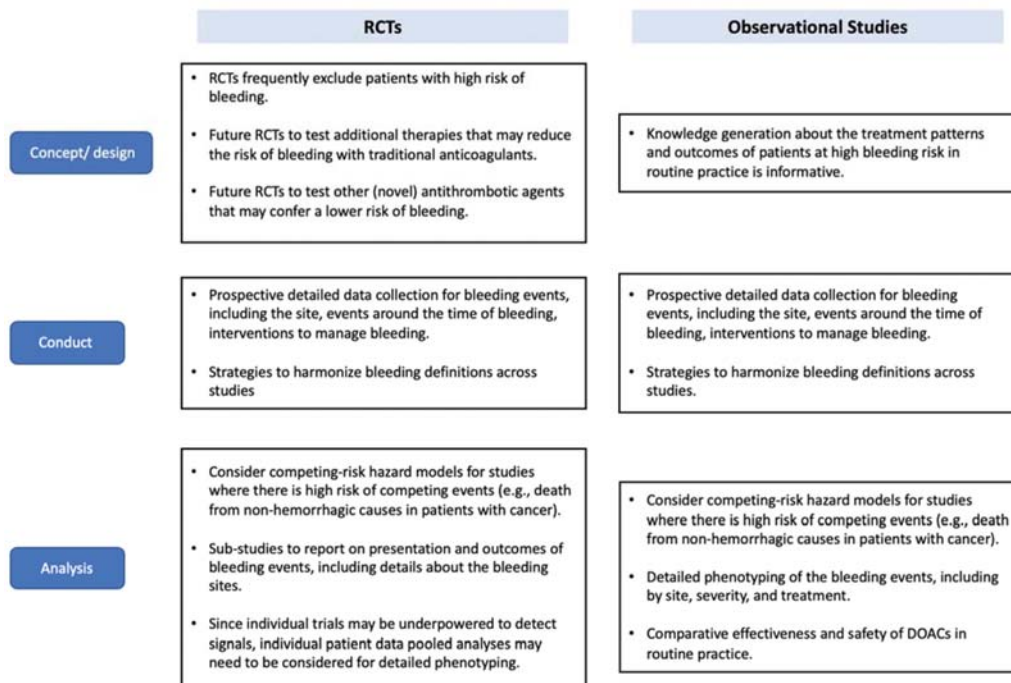 RCTs
Observational Studies
Concept/ design
• RCTs frequently exclude patients with high risk of
bleeding.
• Future RCTs to test additional therapies that may reduce
the risk of bleeding with traditional anticoagulants.
• Future RCTs to test other (novel) antithrombotic agents
that may confer a lower risk of bleeding.
• Knowledge generation about the treatment patterns
and outcomes of patients at high bleeding risk in
routine practice is informative.
Conduct
• Prospective detailed data collection for bleeding events,
including the site, events around the time of bleeding,
interventions to manage bleeding.
• Strategies to harmonize bleeding definitions across
studies
• Prospective detailed data collection for bleeding
events, including the site, events around the time of
bleeding, interventions to manage bleeding.
• Strategies to harmonize bleeding definitions across
studies.
Analysis
• Consider competing-risk hazard models for studies
where there is high risk of competing events (e.g., death
from non-hemorrhagic causes in patients with cancer).
• Sub-studies to report on presentation and outcomes of
bleeding events, including details about the bleeding
sites.
• Since individual trials may be underpowered to detect
signals, individual patient data pooled analyses may
need to be considered for detailed phenotyping.
• Consider competing-risk hazard models for studies
where there is high risk of competing events (e.g., death
from non-hemorrhagic causes in patients with cancer).
• Detailed phenotyping of the bleeding events, including
by site, severity, and treatment.
• Comparative effectiveness and safety of DOACs in
routine practice.